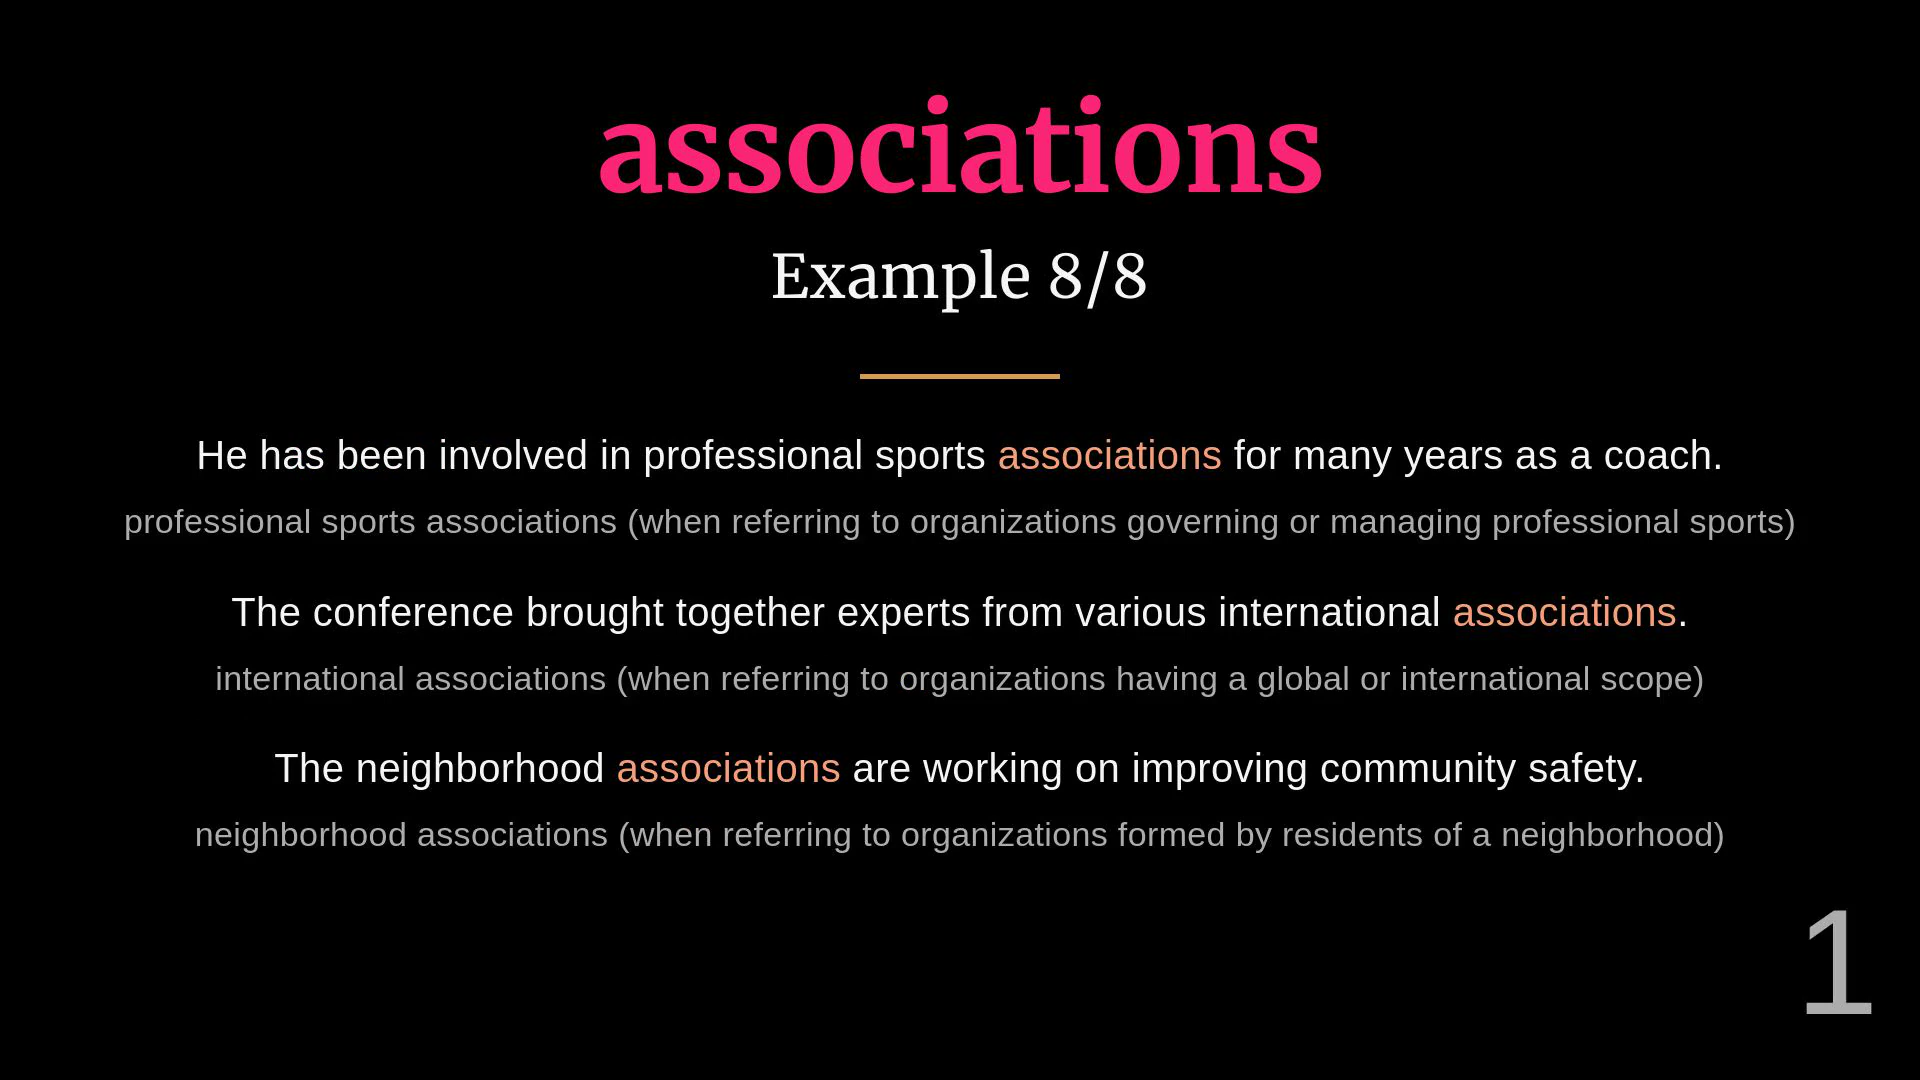 associations
Example 8/8
He has been involved in professional sports associations for many years as a coach.
professional sports associations (when referring to organizations governing or managing professional sports)
The conference brought together experts from various international associations.
international associations (when referring to organizations having a global or international scope)
The neighborhood associations are working on improving community safety.
neighborhood associations (when referring to organizations formed by residents of a neighborhood)
1